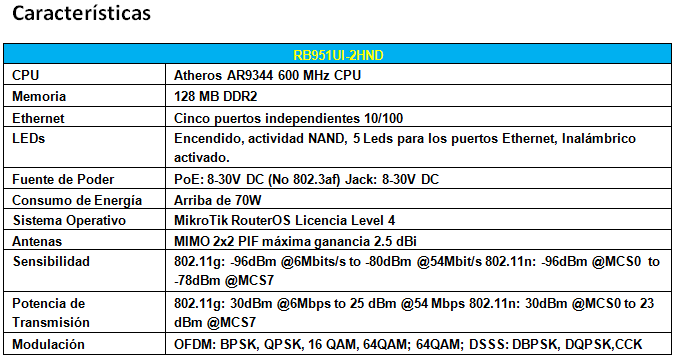 Características
RB951UI-2HND
CPU Atheros AR9344 600 MHz CPU
Memoria 128 MB DDR2
Ethernet Cinco puertos independientes 10/100
LEDs Encendido, actividad NAND, 5 Leds para los puertos Ethernet, Inalámbrico
activado.
Fuente de Poder PoE: 8-30V DC (No 802.3af) Jack: 8-30V DC
Consumo de Energía Arriba de 70W
Sistema Operativo MikroTik RouterOS Licencia Level 4
Antenas MIMO 2x2 PIF máxima ganancia 2.5 dBi
Sensibilidad 802.11g: -96dBm @6Mbits/s to -80dBm @54Mbit/s 802.11n: -96dBm @MCS0 to
-78dBm @MCS7
Potencia de 802.11g: 30dBm @6Mbps to 25 dBm @54 Mbps 802.11n: 30dBm @MCS0 to 23
Transmisión dBm @MCS7
Modulación OFDM: BPSK, QPSK, 16 QAM, 64QAM; 64QAM; DSSS: DBPSK, DQPSK,CCK